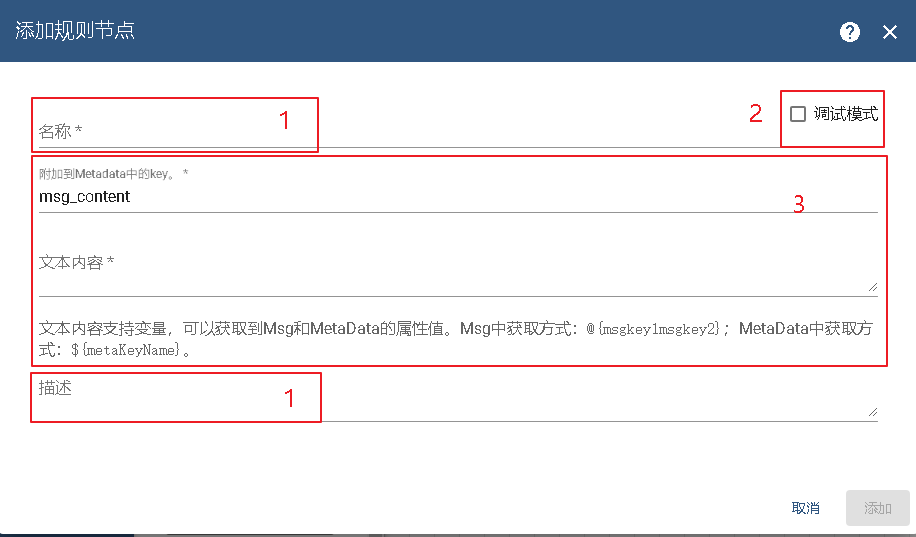 添加规则节点
?
名称 *
1
2
调试模式
附加到Metadata中的key。 *
msg_content
3
文本内容 *
文本内容支持变量，可以获取到Msg和MetaData的属性值。Msg中获取方式：@{msgkey1msgkey2}；MetaData中获取方
式：${metaKeyName}。
描述
1
取消
添加